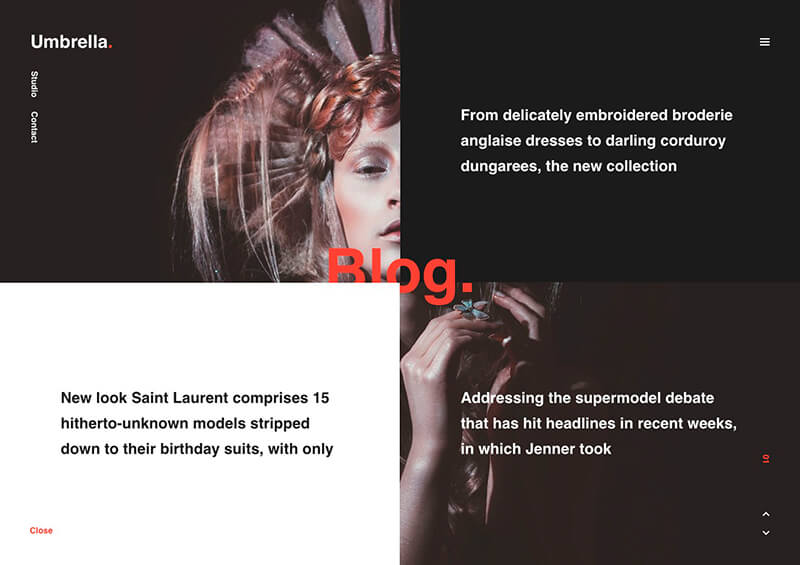 Umbrella.
Studio
Contact
From delicately embroidered broderie
anglaise dresses to darling corduroy
dungarees, the new collection
Blog.
New look Saint Laurent comprises 15
hitherto-unknown models stripped
down to their birthday suits, with only
Addressing the supermodel debate
that has hit headlines in recent weeks,
in which Jenner took
01
Close